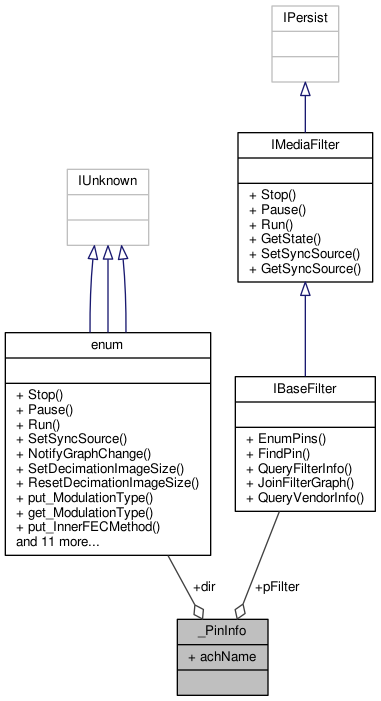 IPersist
IMediaFilter
+ Stop()
+ Pause()
+ Run()
+ GetState()
+ SetSyncSource()
+ GetSyncSource()
IUnknown
enum
+ Stop()
+ Pause()
+ Run()
+ SetSyncSource()
+ NotifyGraphChange()
+ SetDecimationImageSize()
+ ResetDecimationImageSize()
+ put_ModulationType()
+ get_ModulationType()
+ put_InnerFECMethod()
and 11 more...
IBaseFilter
+ EnumPins()
+ FindPin()
+ QueryFilterInfo()
+ JoinFilterGraph()
+ QueryVendorInfo()
+dir
+pFilter
_PinInfo
+ achName